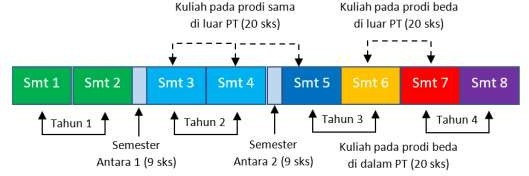 Kuliah pada prodi sama
di luar PT (20 sks)
Kuliah pada prodi beda
di luar PT (20 sks)
Smt 1
Smt 2
Smt 3
Smt 4
Smt 5
Smt 6
Smt 7
Smt 8
Tahun 1
Tahun 2
Tahun 3
Tahun 4
Semester
Antara 1 (9 sks)
Semester
Antara 2 (9 sks)
Kuliah pada prodi beda
di dalam PT (20 sks)